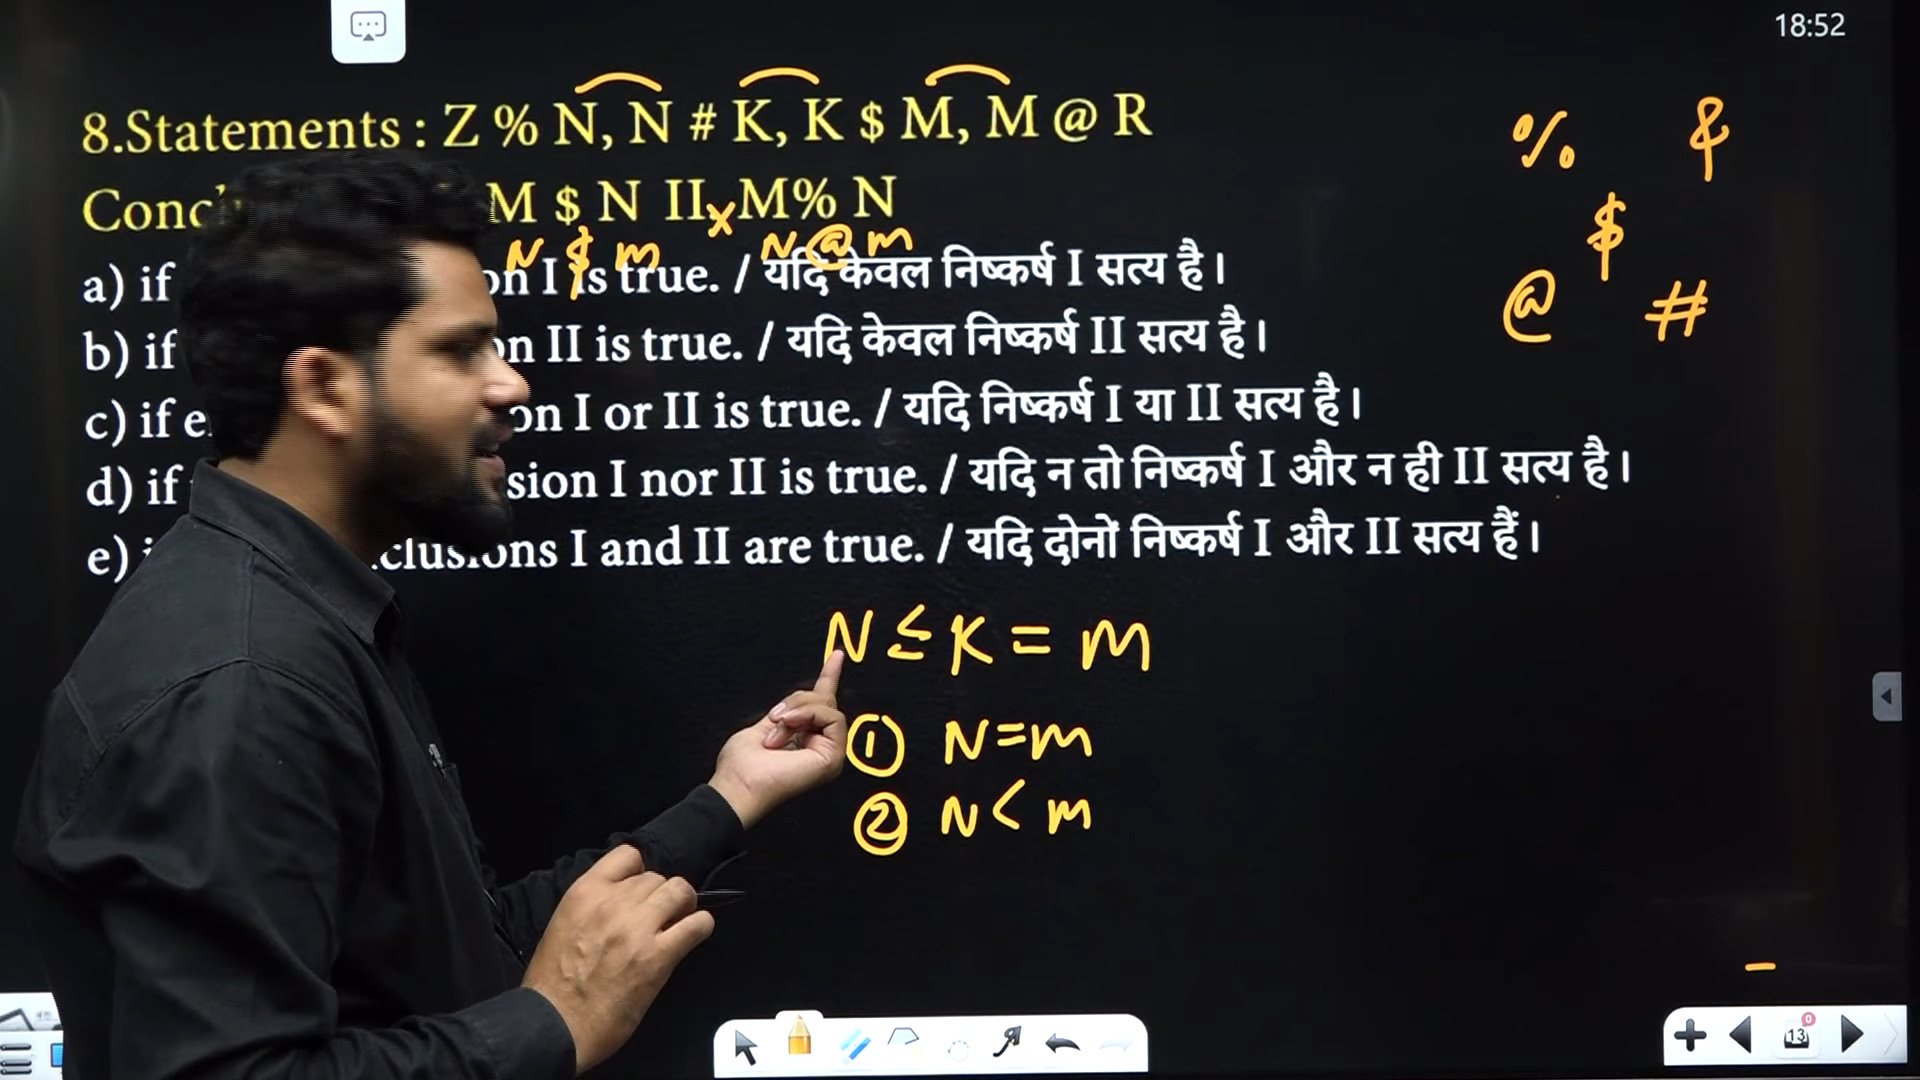 18:52
8.Statements : Z % N, N # K, K $ M, M @ R
Conc M $ N II M% N
x
N $ m N @ m
a) if on I is true. / यदि केवल निष्कर्ष I सत्य है।
b) if on II is true. / यदि केवल निष्कर्ष II सत्य है।
c) if e on I or II is true. / यदि निष्कर्ष I या II सत्य है।
d) if sion I nor II is true. / यदि न तो निष्कर्ष I और न ही II सत्य है।
e) clusions I and II are true. / यदि दोनों निष्कर्ष I और II सत्य हैं।
% &
$
@ #
N ≤ K = M
① N = m
② N < m
13
0